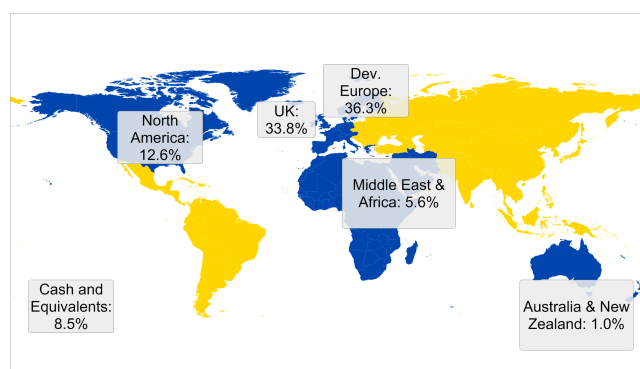 Dev.
Europe:
36.3%
UK:
33.8%
North
America:
12.6%
Middle East &
Africa: 5.6%
Cash and
Equivalents:
8.5%
Australia & New
Zealand: 1.0%